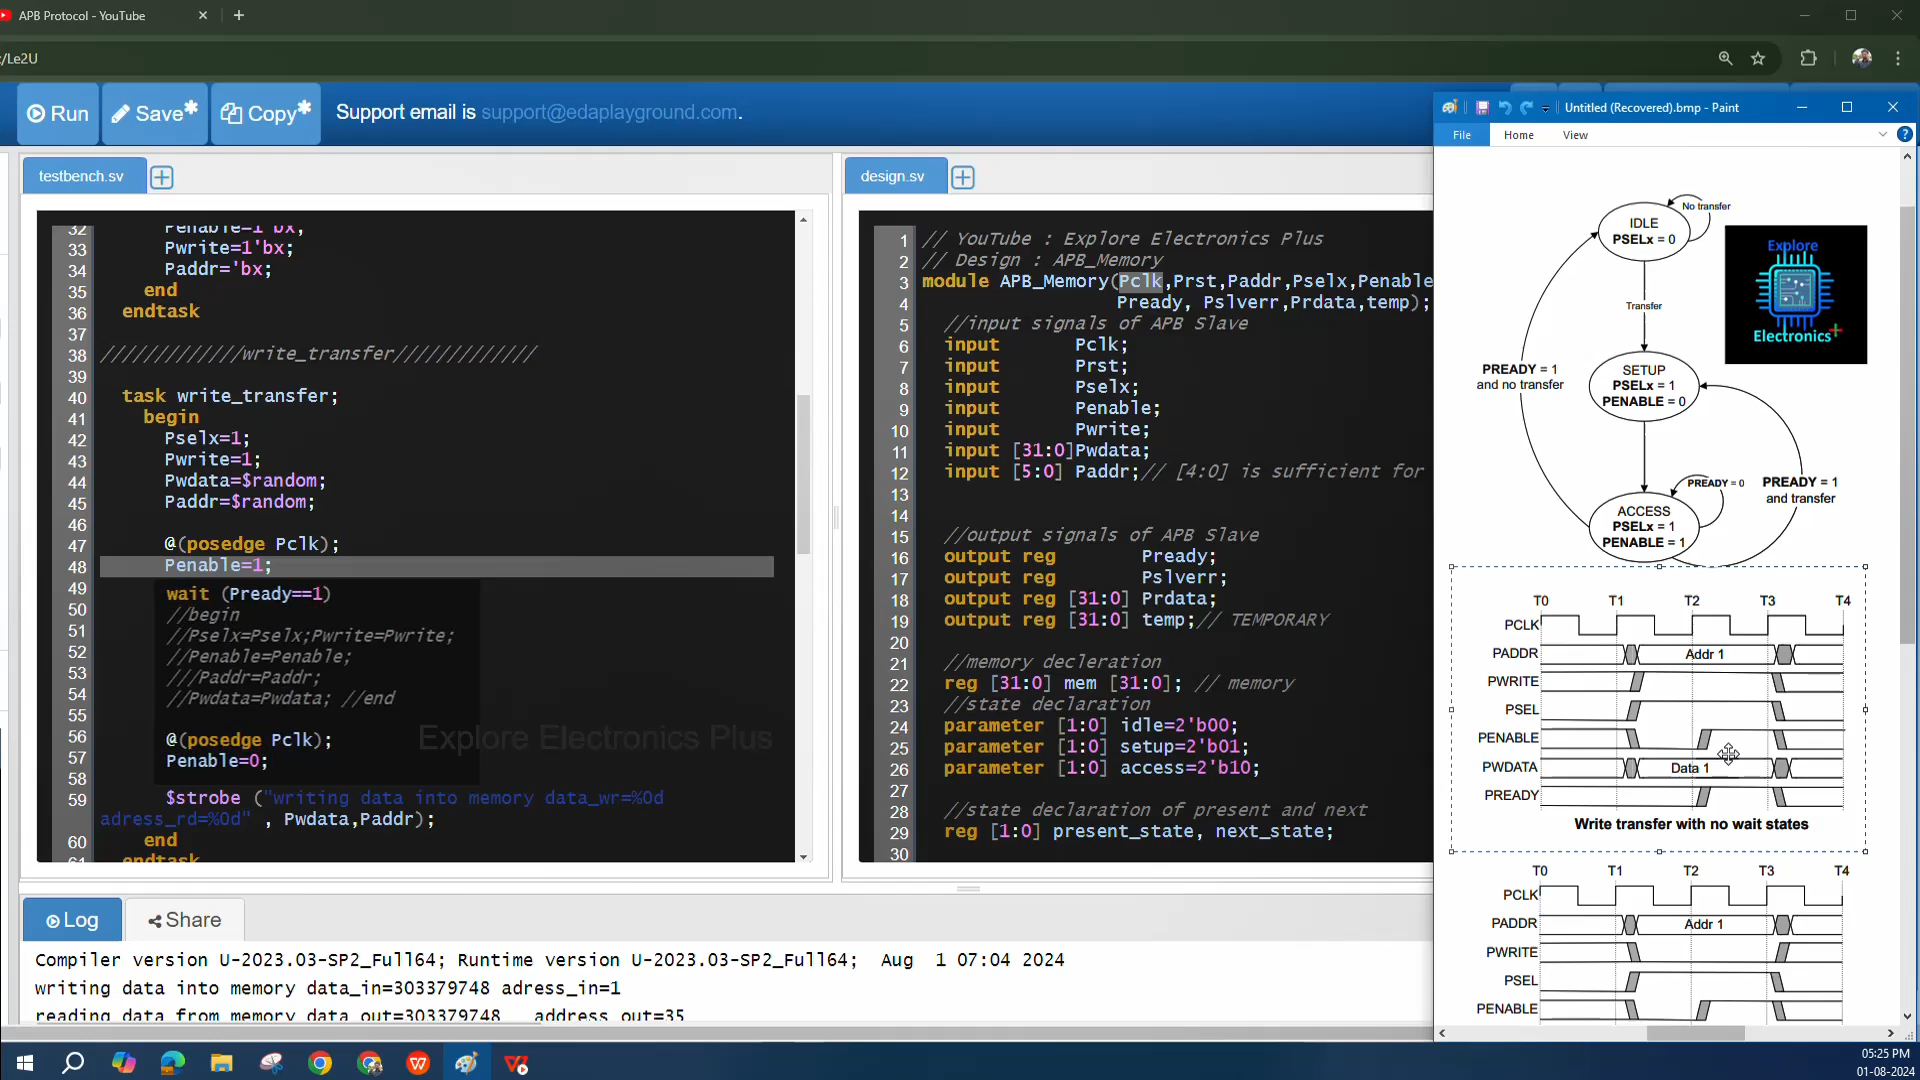 APB Protocol - YouTube
:/Le2U
Run
Save*
Copy*
Support email is support@edaplayground.com.
testbench.sv
32 Penable=1'bx;
33 Pwrite=1'bx;
34 Paddr='bx;
35 end
36 endtask
37
38 //////////////write_transfer//////////////
39
40 task write_transfer;
41 begin
42 Pselx=1;
43 Pwrite=1;
44 Pwdata=$random;
45 Paddr=$random;
46
47 @(posedge Pclk);
48 Penable=1;
49 wait (Pready==1)
50 //begin
51 //Pselx=Pselx;Pwrite=Pwrite;
52 //Penable=Penable;
53 ///Paddr=Paddr;
54 //Pwdata=Pwdata; //end
55
56 @(posedge Pclk);
57 Penable=0;
58
59 $strobe ("writing data into memory data_wr=%0d
adress_rd=%0d" , Pwdata,Paddr);
60 end
61 endtask
Explore Electronics Plus
design.sv
1 // YouTube : Explore Electronics Plus
2 // Design : APB_Memory
3 module APB_Memory(Pclk,Prst,Paddr,Pselx,Penable
4 Pready, Pslverr,Prdata,temp);
5 //input signals of APB Slave
6 input Pclk;
7 input Prst;
8 input Pselx;
9 input Penable;
10 input Pwrite;
11 input [31:0]Pwdata;
12 input [5:0] Paddr;// [4:0] is sufficient for
13
14
15 //output signals of APB Slave
16 output reg Pready;
17 output reg Pslverr;
18 output reg [31:0] Prdata;
19 output reg [31:0] temp;// TEMPORARY
20
21 //memory decleration
22 reg [31:0] mem [31:0]; // memory
23 //state declaration
24 parameter [1:0] idle=2'b00;
25 parameter [1:0] setup=2'b01;
26 parameter [1:0] access=2'b10;
27
28 //state declaration of present and next
29 reg [1:0] present_state, next_state;
30
Log
Share
Compiler version U-2023.03-SP2_Full64; Runtime version U-2023.03-SP2_Full64; Aug 1 07:04 2024
writing data into memory data_in=303379748 adress_in=1
reading data from memory data_out=303379748 address_out=35
Untitled (Recovered).bmp - Paint
File
Home
View
No transfer
IDLE
PSELx = 0
Explore
Electronics+
Transfer
PREADY = 1
and no transfer
SETUP
PSELx = 1
PENABLE = 0
PREADY = 0
PREADY = 1
and transfer
ACCESS
PSELx = 1
PENABLE = 1
T0 T1 T2 T3 T4
PCLK
PADDR Addr 1
PWRITE
PSEL
PENABLE
PWDATA Data 1
PREADY
Write transfer with no wait states
T0 T1 T2 T3 T4
PCLK
PADDR Addr 1
PWRITE
PSEL
PENABLE
05:25 PM
01-08-2024